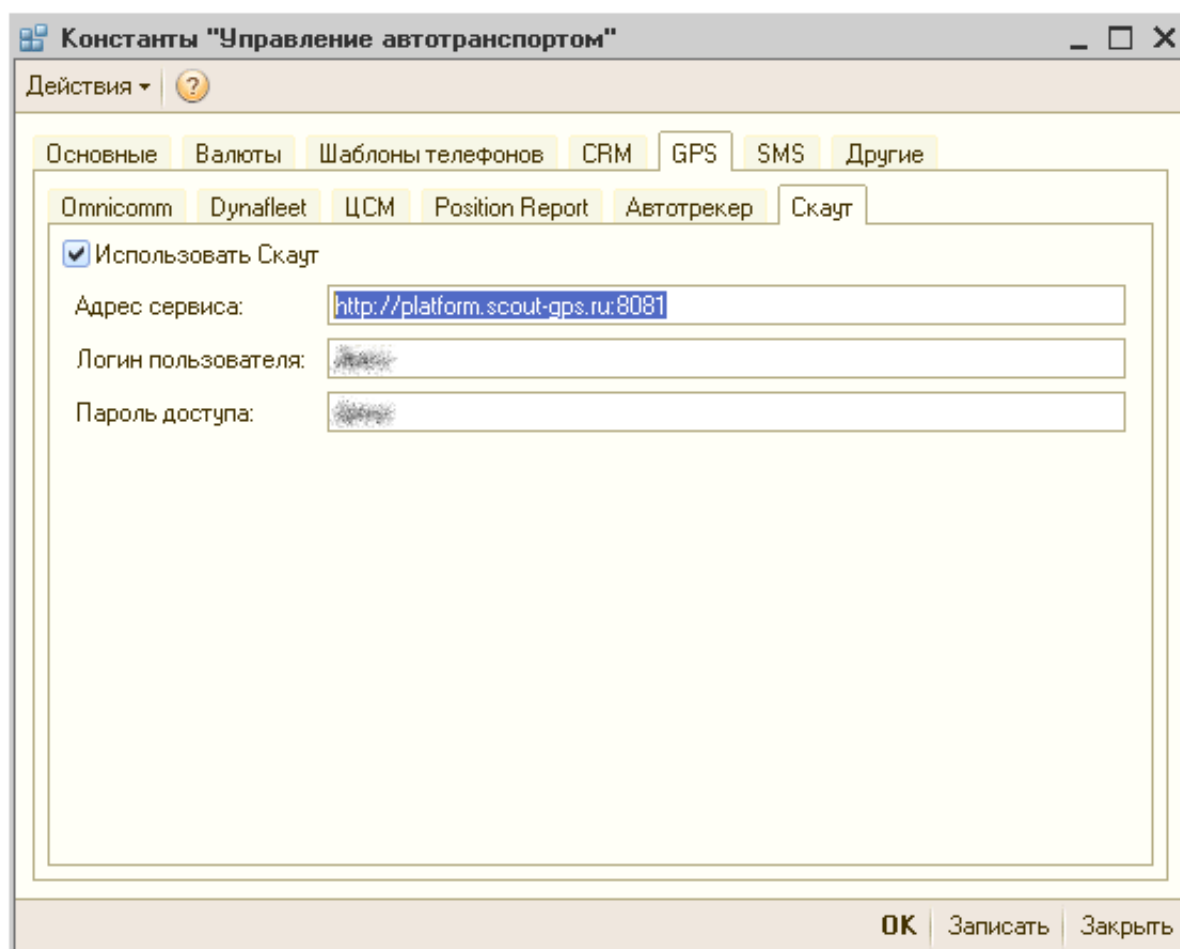 Константы "Управление автотранспортом"
Действия
Основные Валюты Шаблоны телефонов CRM GPS SMS Другие
Omnicomm Dynafleet ЦСМ Position Report Автотрекер Скаут
Использовать Скаут
Адрес сервиса: http://platform.scout-gps.ru:8081
Логин пользователя:
Пароль доступа:
OK Записать Закрыть